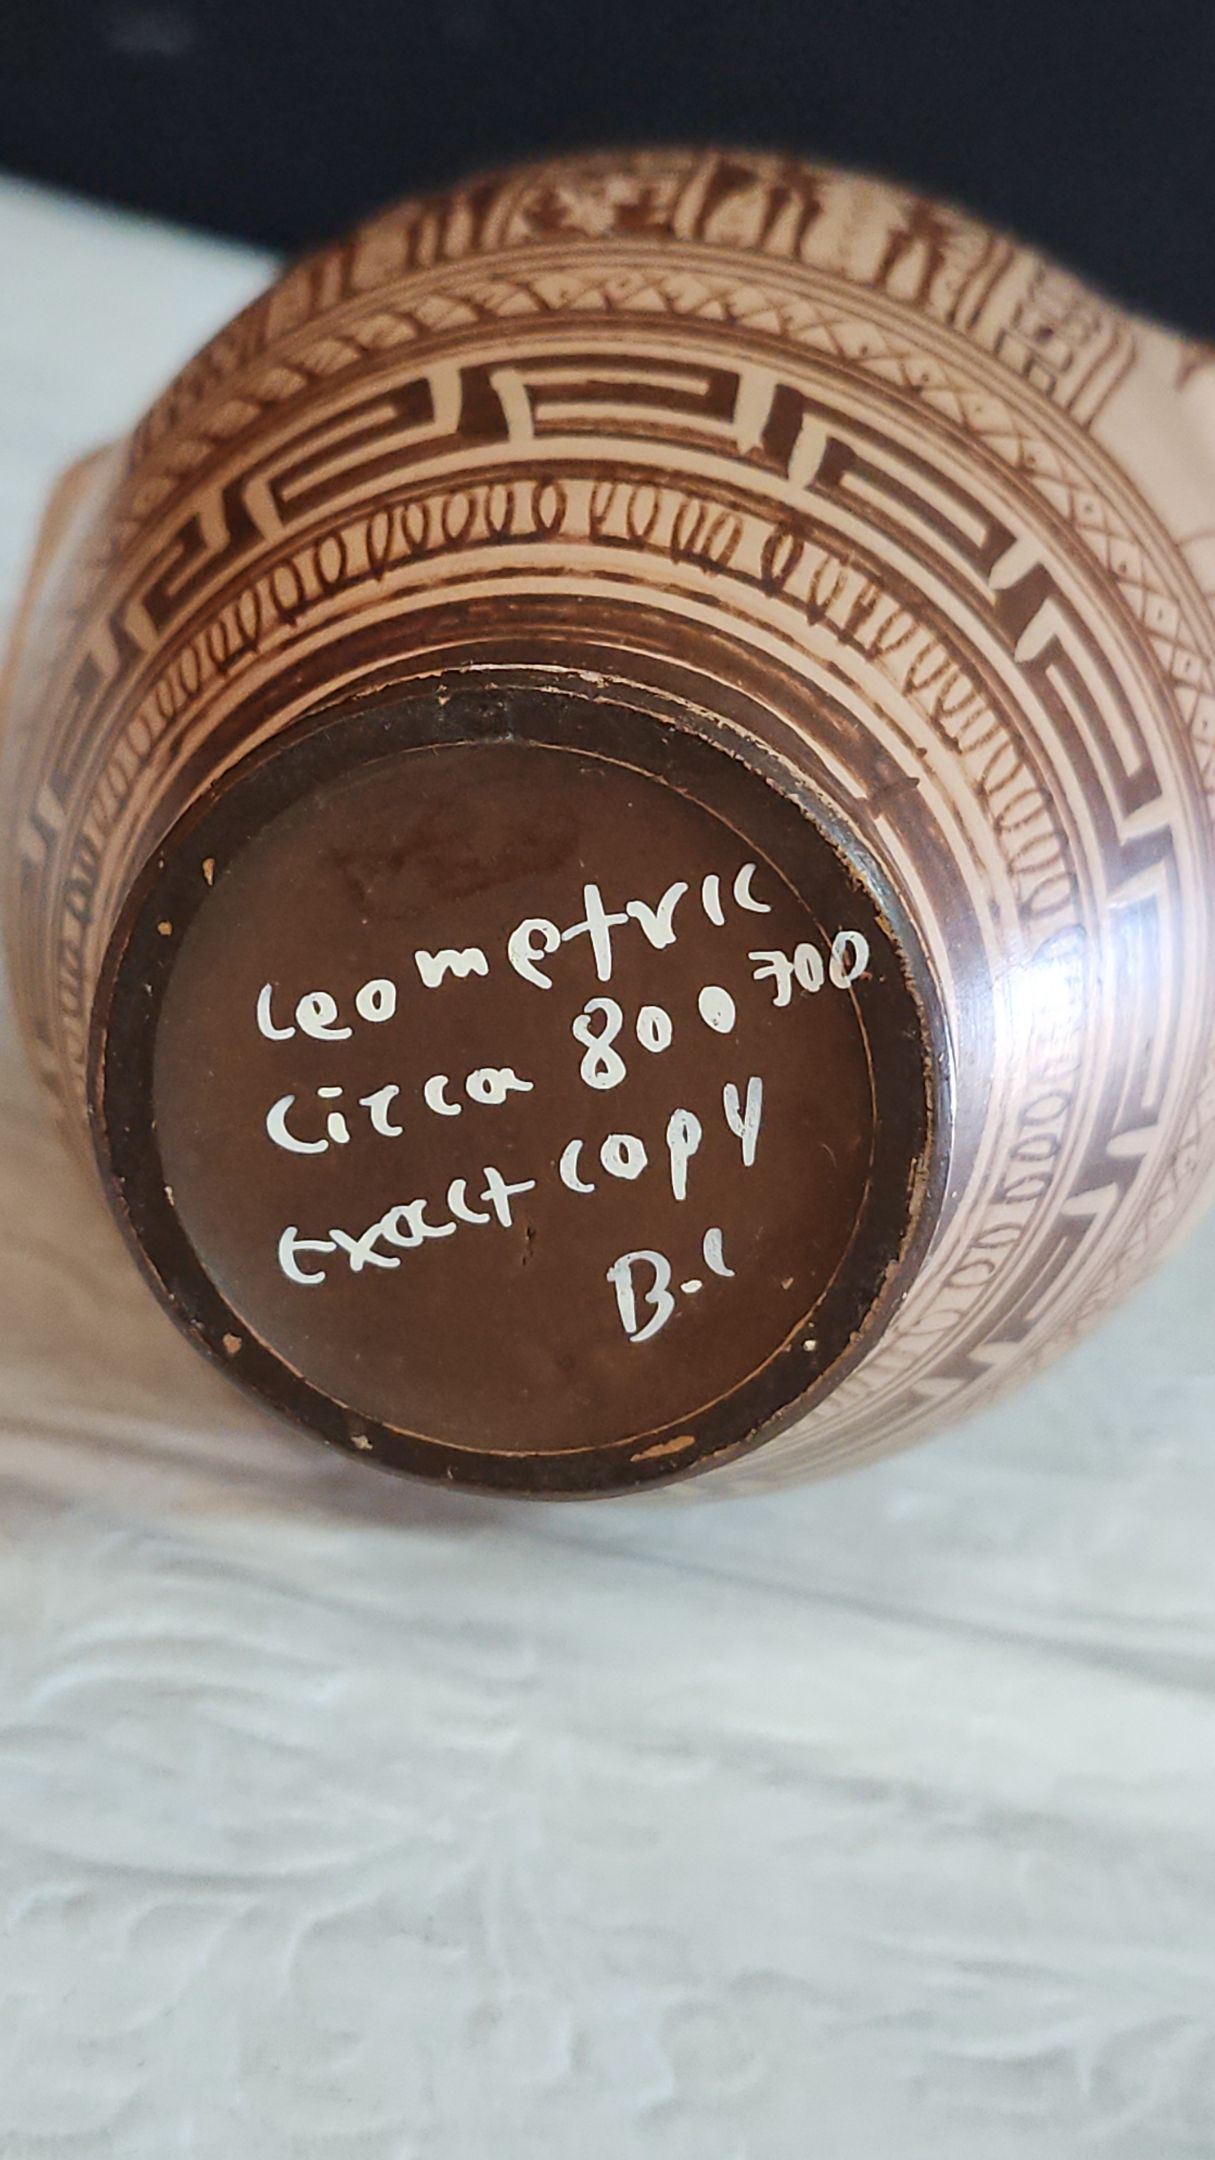 Geometric
Circa 800 700
exact copy
B.C